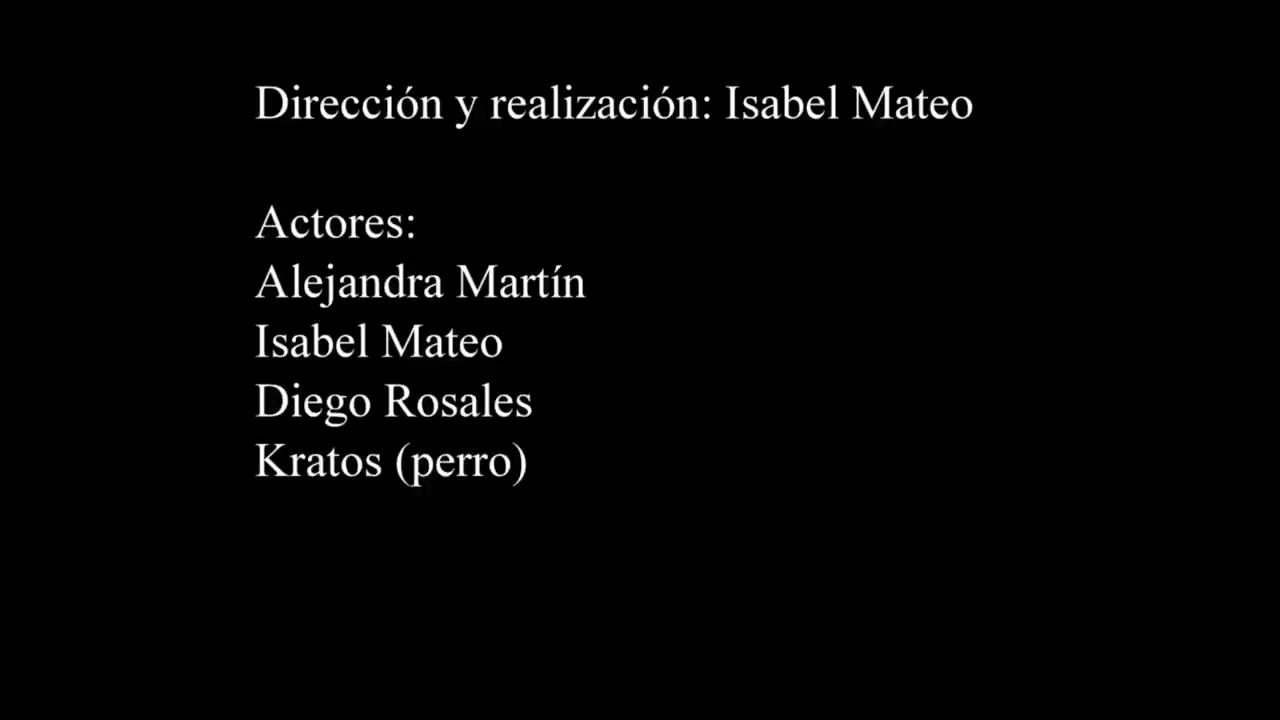 Dirección y realización: Isabel Mateo
Actores:
Alejandra Martín
Isabel Mateo
Diego Rosales
Kratos (perro)